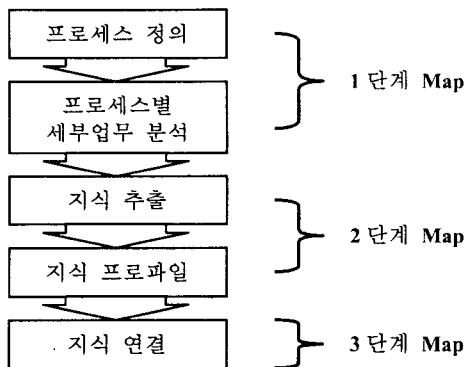 프로세스 정의
1 단계 Map
프로세스별
세부업무 분석
지식 추출
2 단계 Map
지식 프로파일
지식 연결
3 단계 Map